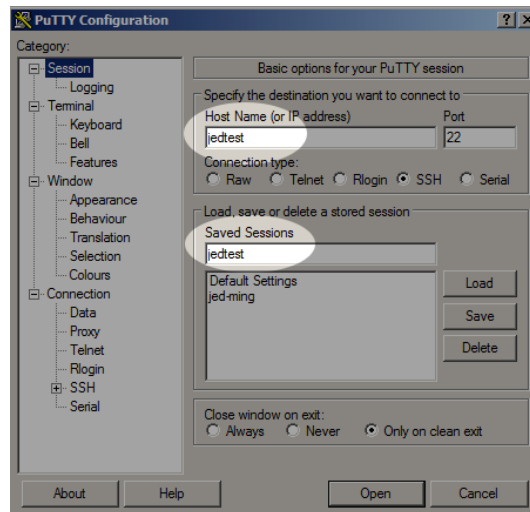 PuTTY Configuration
Category:
Session
Logging
Terminal
Keyboard
Bell
Features
Window
Appearance
Behaviour
Translation
Selection
Colours
Connection
Data
Proxy
Telnet
Rlogin
SSH
Serial
Basic options for your PuTTY session
Specify the destination you want to connect to
Host Name (or IP address) Port
jedtest 22
Connection type:
Raw Telnet Rlogin SSH Serial
Load, save or delete a stored session
Saved Sessions
jedtest
Default Settings
jed-ming
Load
Save
Delete
Close window on exit:
Always Never Only on clean exit
About Help Open Cancel